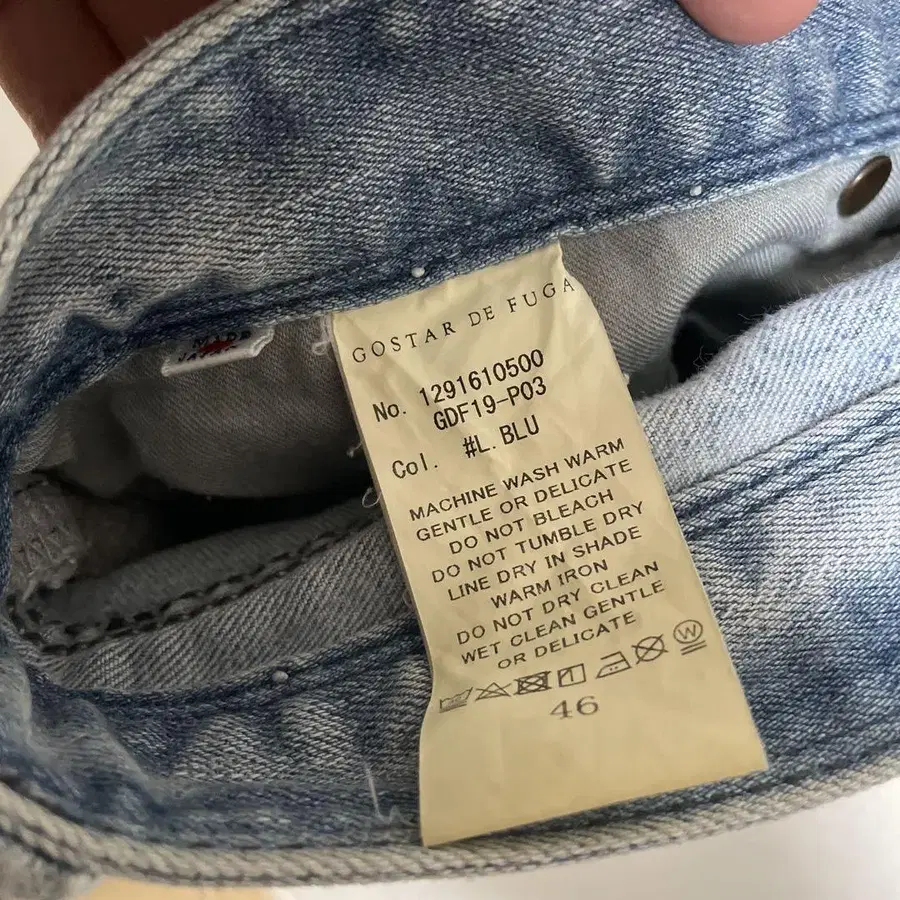 GOSTAR DE FUGA
No. 1291610500
GDF19-P03
Col. #L.BLU
MACHINE WASH WARM
GENTLE OR DELICATE
DO NOT BLEACH
DO NOT TUMBLE DRY
LINE DRY IN SHADE
WARM IRON
DO NOT DRY CLEAN
WET CLEAN GENTLE
OR DELICATE
W
46
MADE
JAPAN